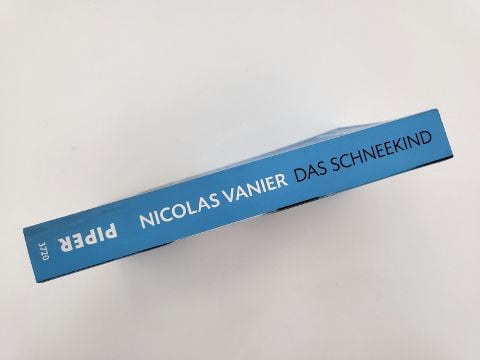 NICOLAS VANIER DAS SCHNEEKIND
PIPER
3720